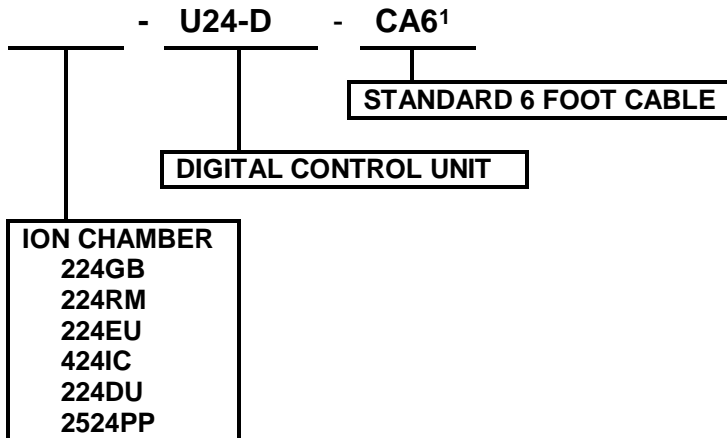 - U24-D - CA6¹
STANDARD 6 FOOT CABLE
DIGITAL CONTROL UNIT
ION CHAMBER
224GB
224RM
224EU
424IC
224DU
2524PP